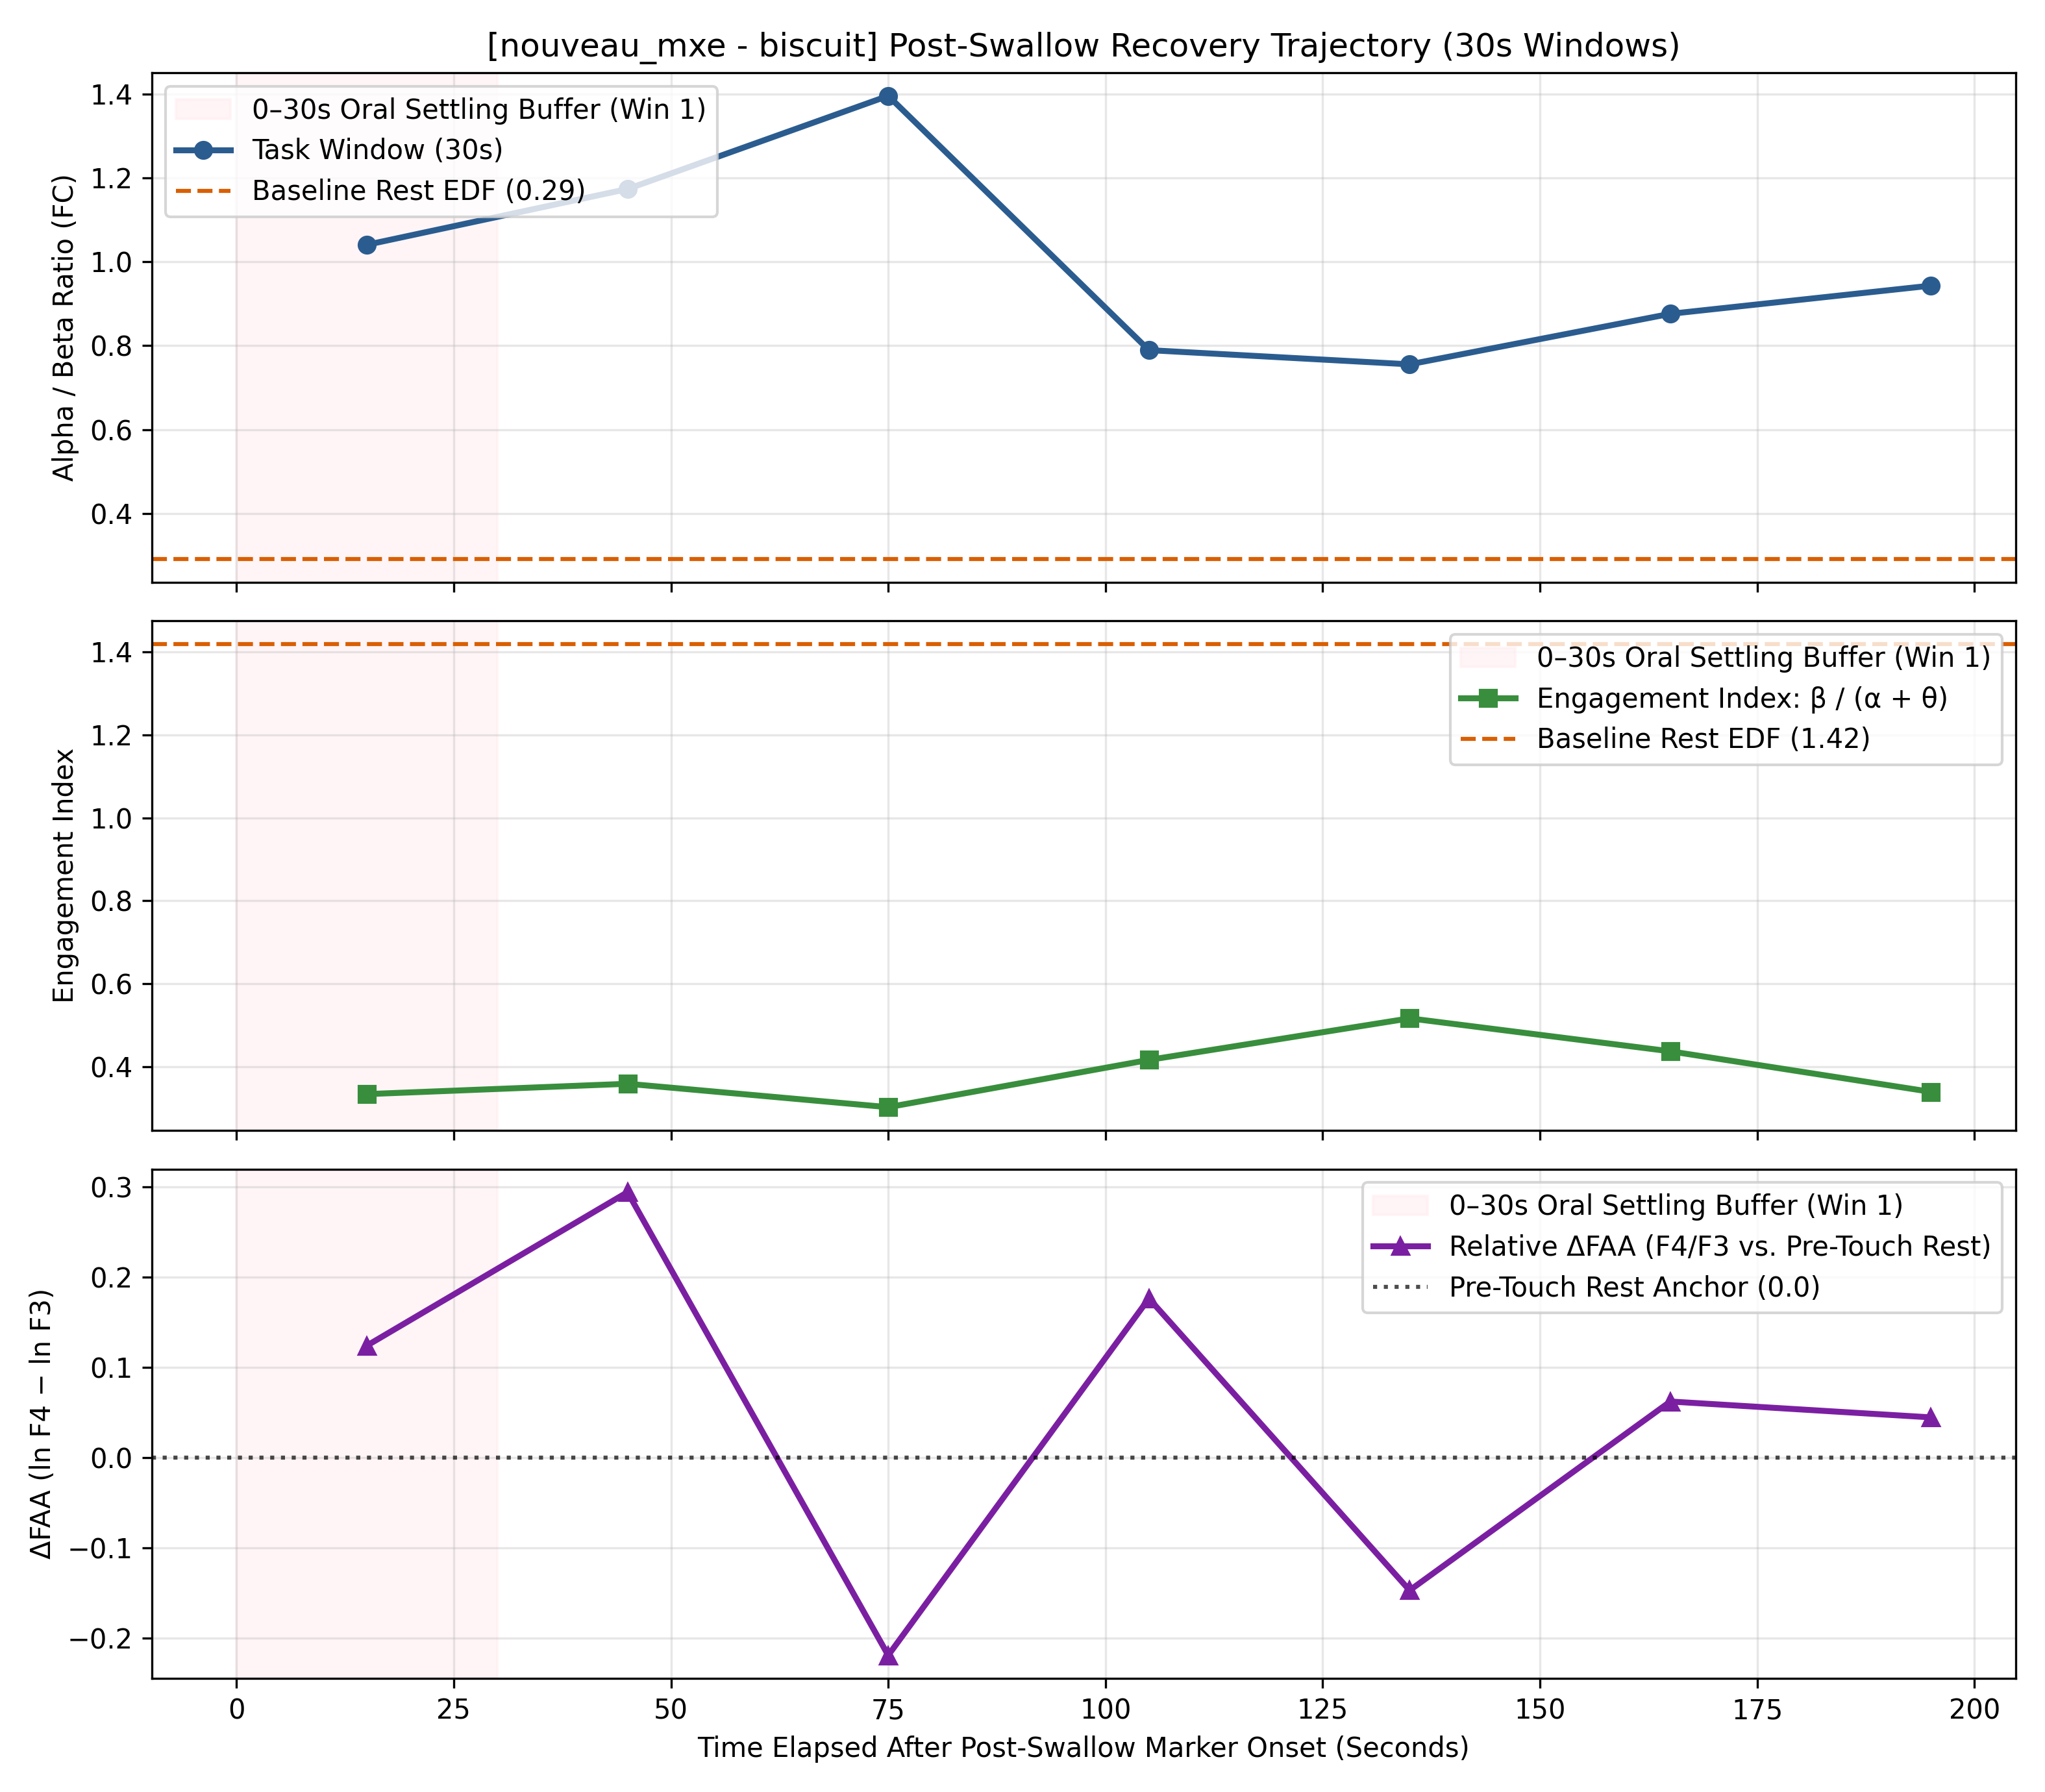 [nouveau_mxe - biscuit] Post-Swallow Recovery Trajectory (30s Windows)
Alpha / Beta Ratio (FC)
1.4
1.2
1.0
0.8
0.6
0.4
0–30s Oral Settling Buffer (Win 1)
Task Window (30s)
Baseline Rest EDF (0.29)
Engagement Index
1.4
1.2
1.0
0.8
0.6
0.4
0–30s Oral Settling Buffer (Win 1)
Engagement Index: β / (α + θ)
Baseline Rest EDF (1.42)
ΔFAA (ln F4 − ln F3)
0.3
0.2
0.1
0.0
−0.1
−0.2
0–30s Oral Settling Buffer (Win 1)
Relative ΔFAA (F4/F3 vs. Pre-Touch Rest)
Pre-Touch Rest Anchor (0.0)
0 25 50 75 100 125 150 175 200
Time Elapsed After Post-Swallow Marker Onset (Seconds)